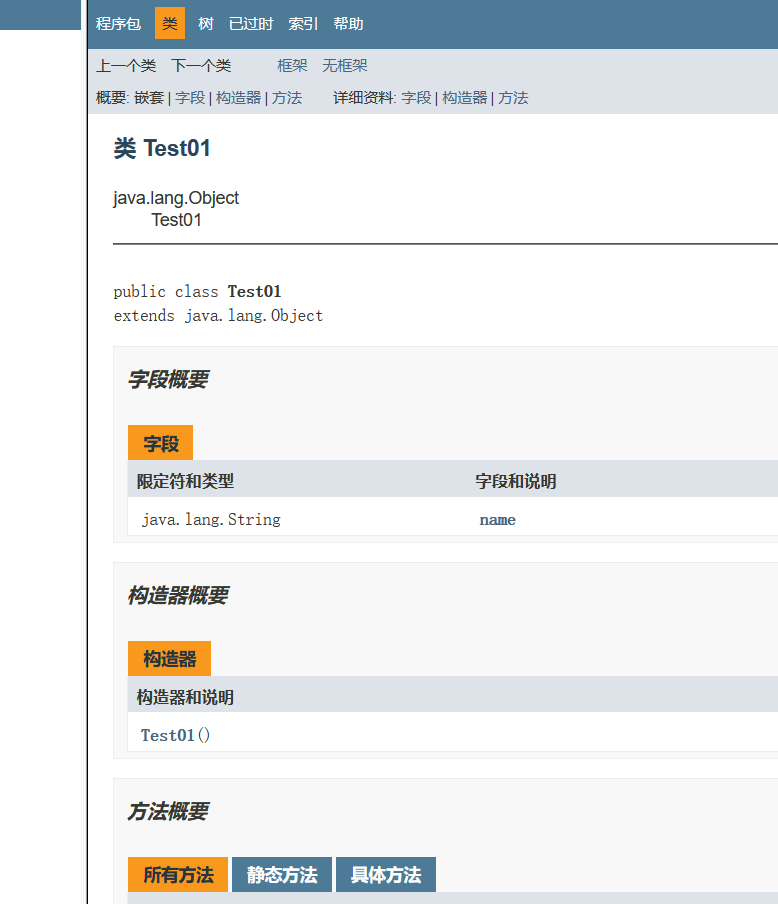 程序包 类 树 已过时 索引 帮助
上一个类 下一个类 框架 无框架
概要: 嵌套 | 字段 | 构造器 | 方法 详细资料: 字段 | 构造器 | 方法
类 Test01
java.lang.Object
Test01
public class Test01
extends java.lang.Object
字段概要
字段
限定符和类型 字段和说明
java.lang.String name
构造器概要
构造器
构造器和说明
Test01()
方法概要
所有方法 静态方法 具体方法